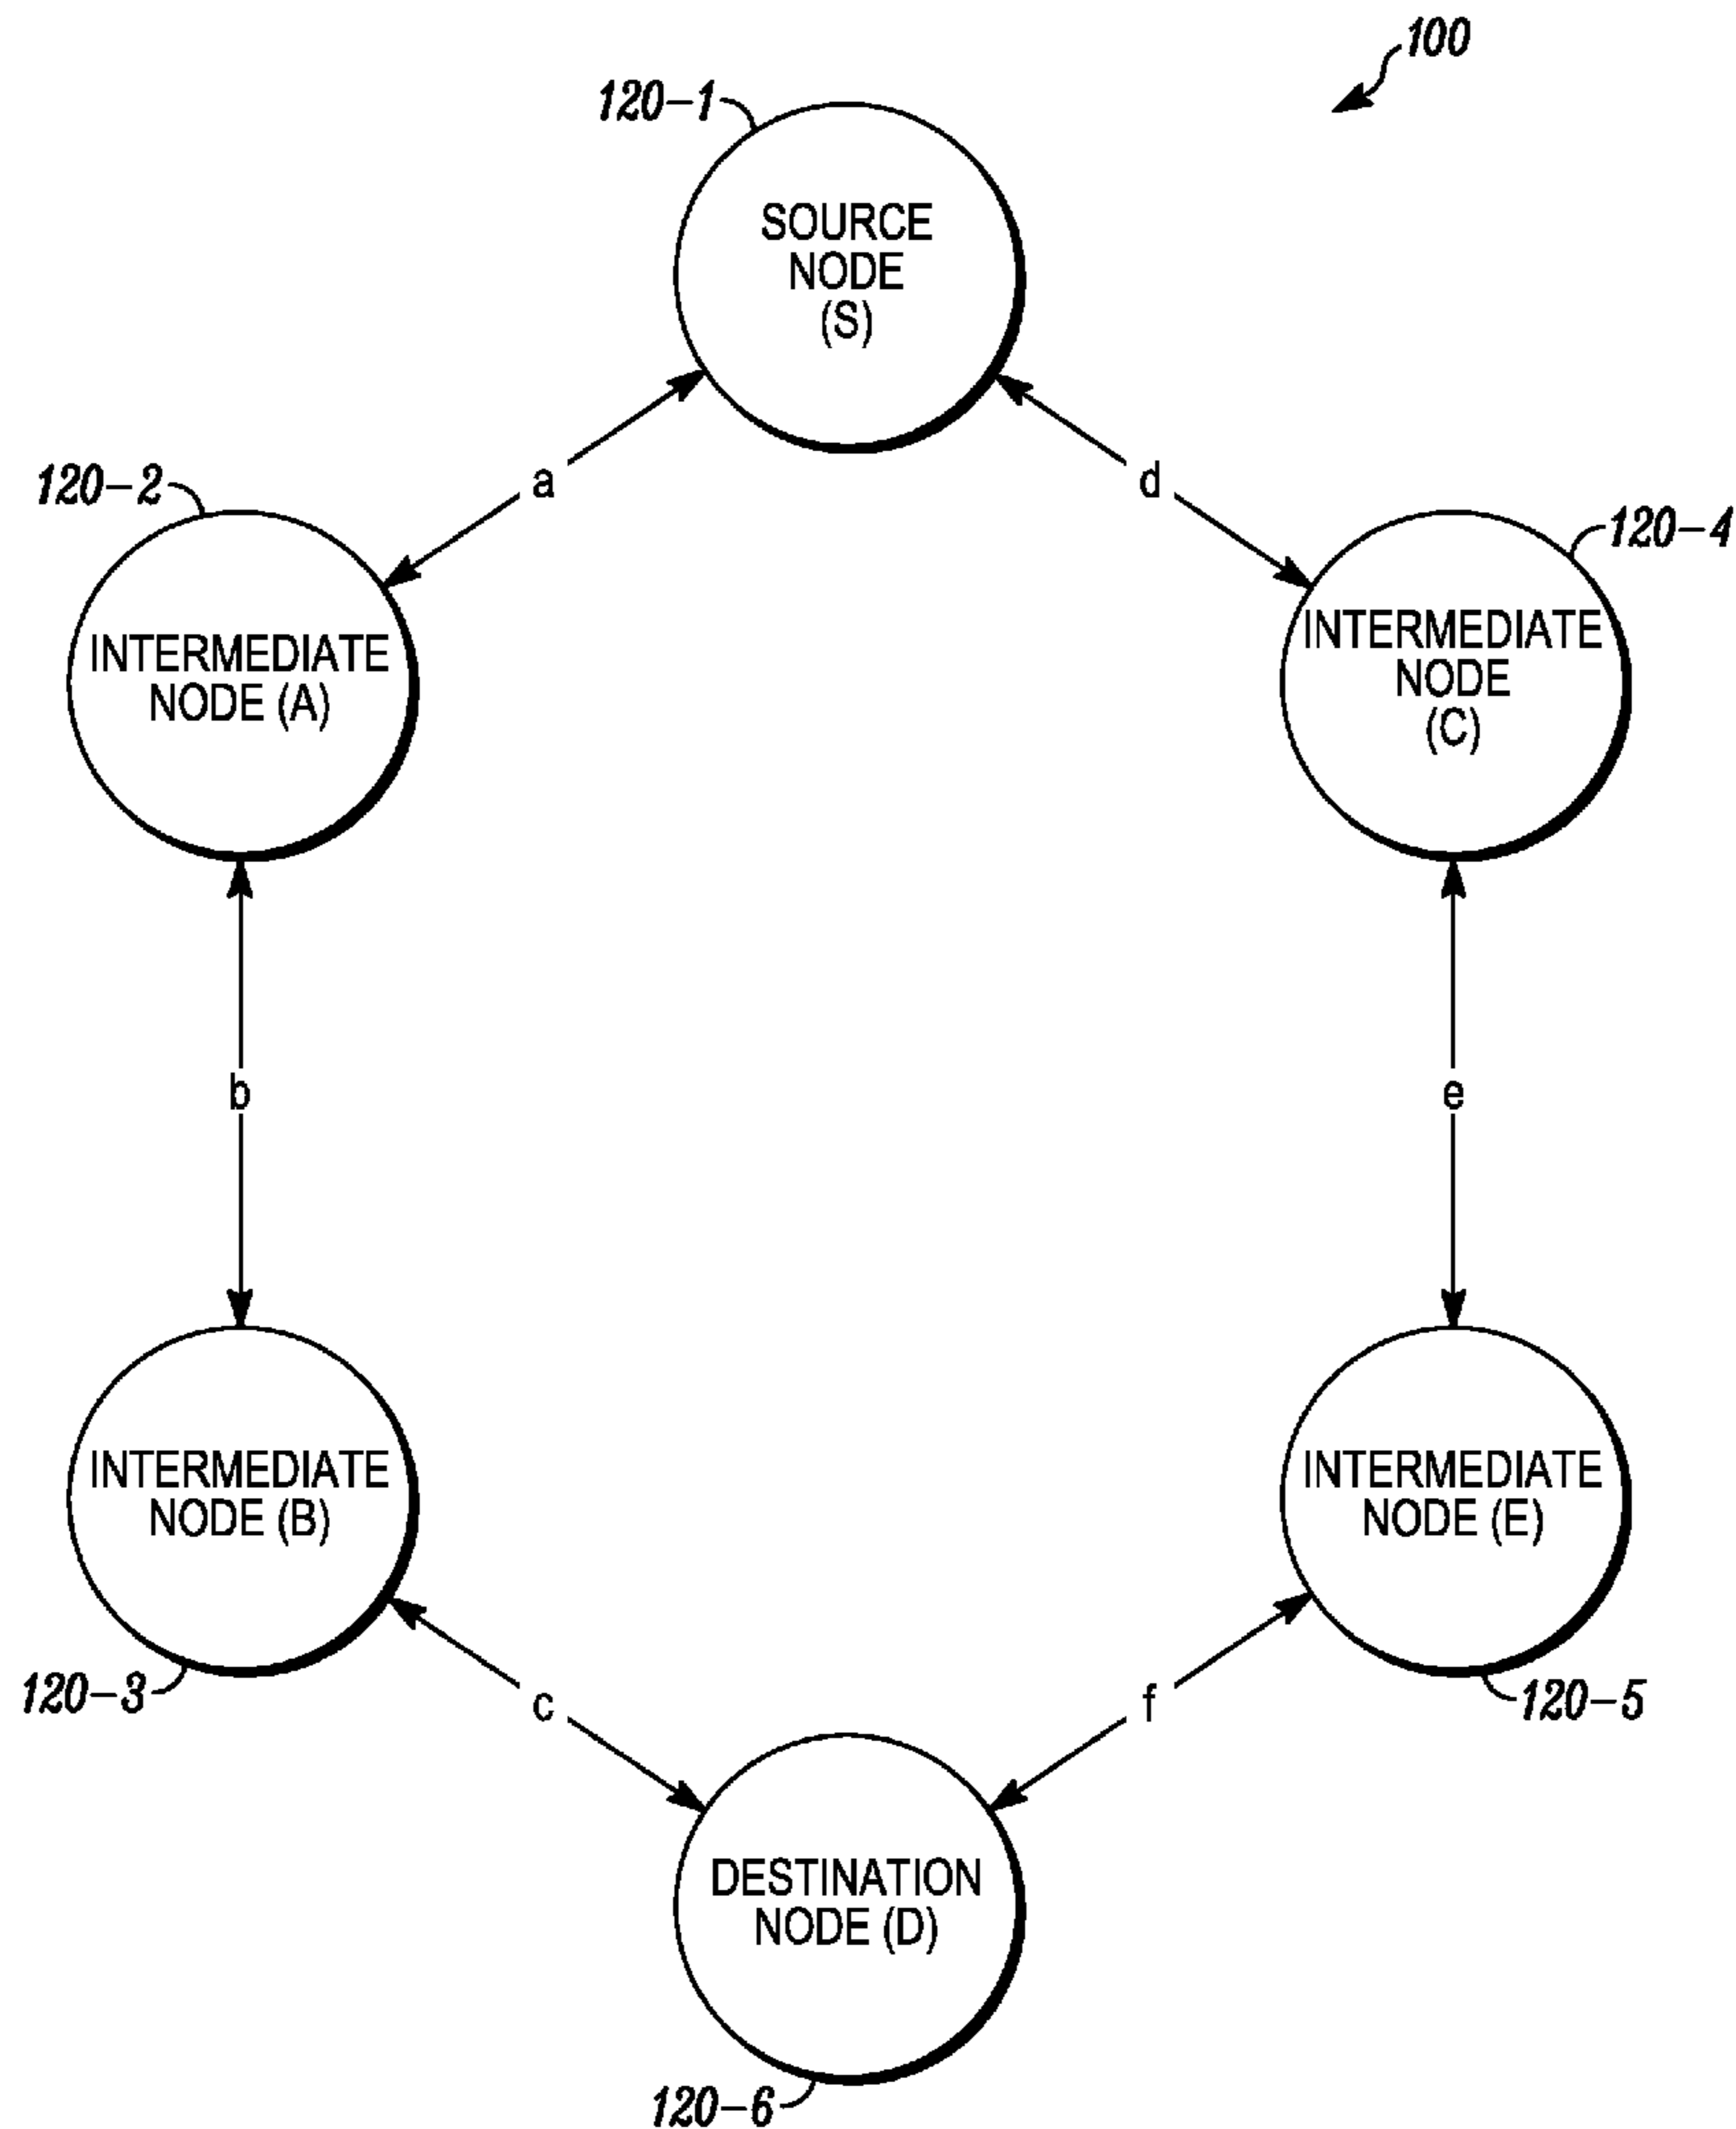 100
120-1
SOURCE
NODE
(S)
a
d
120-2
120-4
INTERMEDIATE
NODE (A)
INTERMEDIATE
NODE
(C)
b
e
INTERMEDIATE
NODE (B)
INTERMEDIATE
NODE (E)
120-3
c
f
120-5
DESTINATION
NODE (D)
120-6